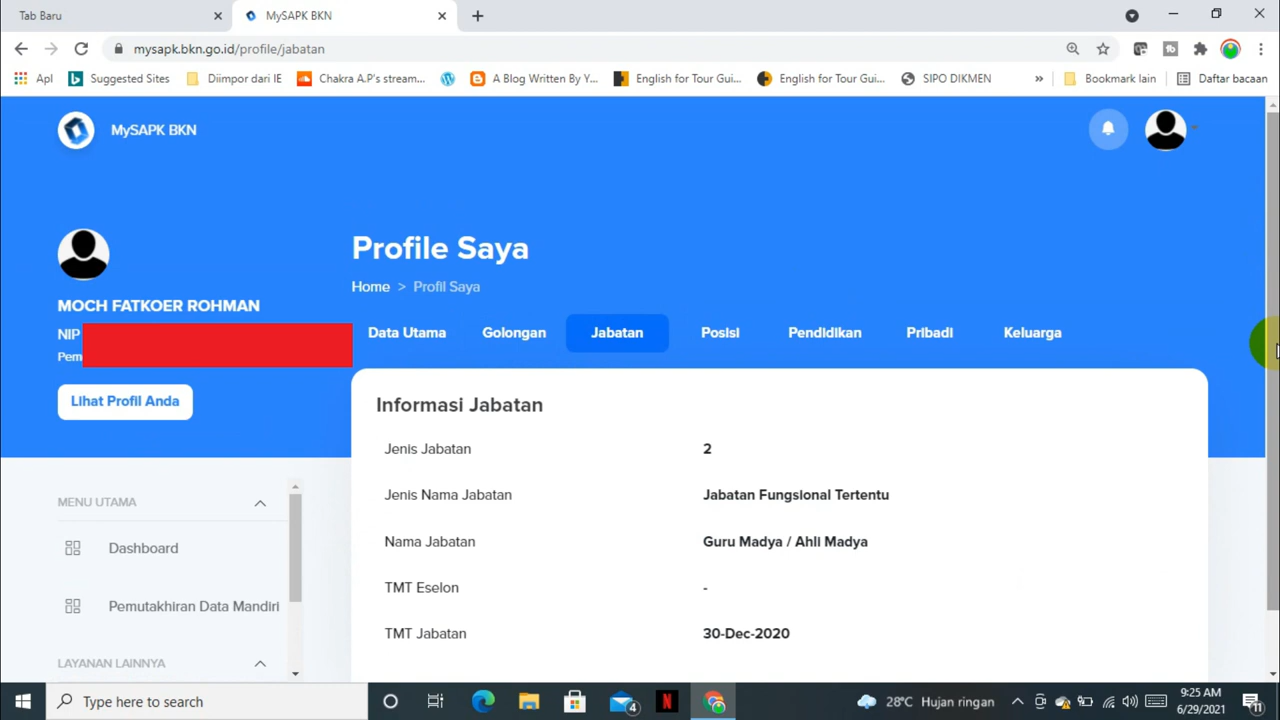 Tab Baru
MySAPK BKN
mysapk.bkn.go.id/profile/jabatan
Apl Suggested Sites Diimpor dari IE Chakra A.P's stream... A Blog Written By Y... English for Tour Gui... English for Tour Gui... SIPO DIKMEN » Bookmark lain Daftar bacaan
MySAPK BKN
MOCH FATKOER ROHMAN
NIP
Pem
Lihat Profil Anda
Profile Saya
Home > Profil Saya
Data Utama Golongan Jabatan Posisi Pendidikan Pribadi Keluarga
Informasi Jabatan
Jenis Jabatan 2
Jenis Nama Jabatan Jabatan Fungsional Tertentu
Nama Jabatan Guru Madya / Ahli Madya
TMT Eselon -
TMT Jabatan 30-Dec-2020
MENU UTAMA
Dashboard
Pemutakhiran Data Mandiri
LAYANAN LAINNYA
Type here to search
4
N
28°C Hujan ringan
9:25 AM
6/29/2021
11